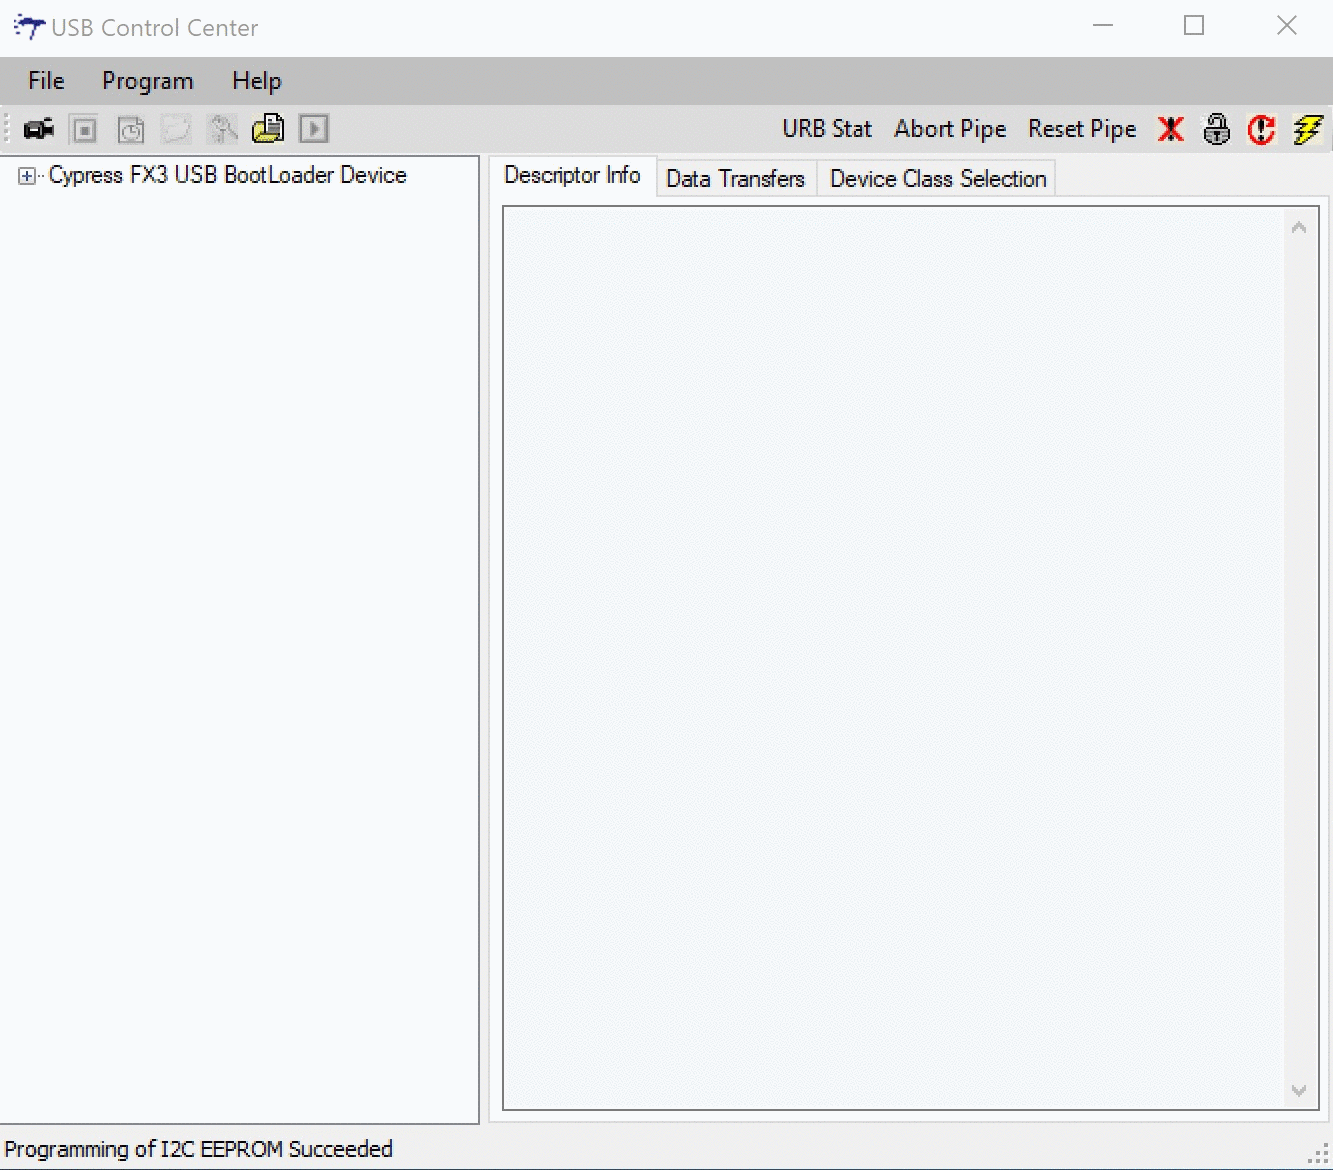 USB Control Center
File Program Help
URB Stat Abort Pipe Reset Pipe
Cypress FX3 USB BootLoader Device
Descriptor Info Data Transfers Device Class Selection
Programming of I2C EEPROM Succeeded